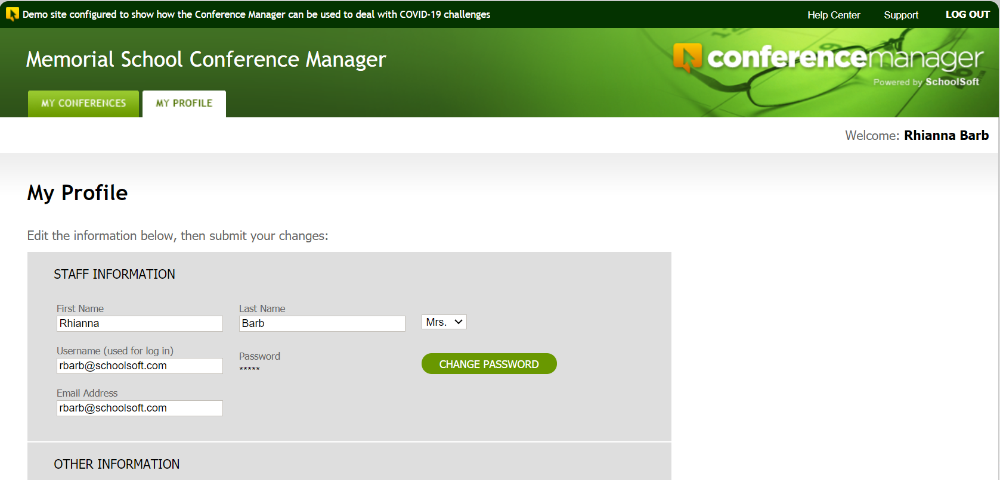 Demo site configured to show how the Conference Manager can be used to deal with COVID-19 challenges
Help Center Support LOG OUT
Memorial School Conference Manager
conferencemanager
Powered by SchoolSoft
MY CONFERENCES MY PROFILE
Welcome: Rhianna Barb
My Profile
Edit the information below, then submit your changes:
STAFF INFORMATION
First Name Last Name
Rhianna Barb Mrs.
Username (used for log in) Password
rbarb@schoolsoft.com ***** CHANGE PASSWORD
Email Address
rbarb@schoolsoft.com
OTHER INFORMATION